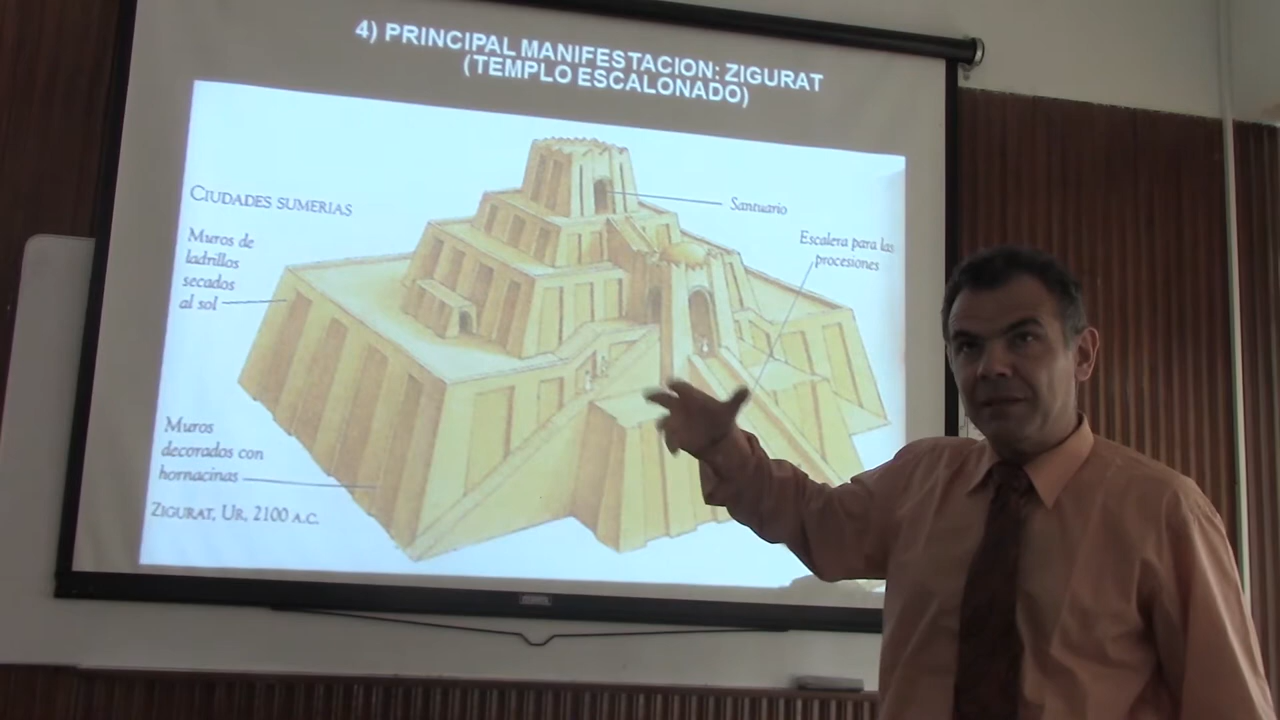 4) PRINCIPAL MANIFESTACION: ZIGURAT
(TEMPLO ESCALONADO)
CIUDADES SUMERIAS
Muros de
ladrillos
secados
al sol
Santuario
Escalera para las
procesiones
Muros
decorados con
hornacinas
ZIGURAT, UR, 2100 A.C.